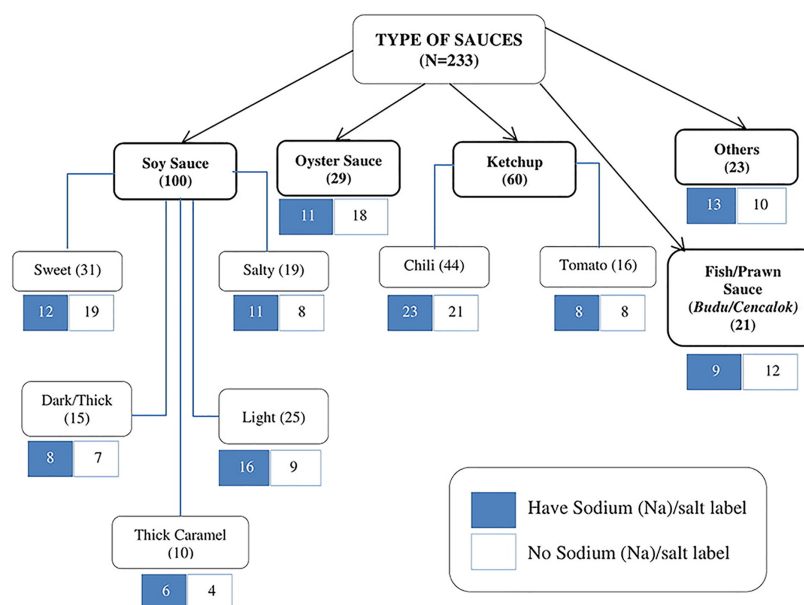 TYPE OF SAUCES
(N=233)
Soy Sauce
(100)
Oyster Sauce
(29)
11 18
Ketchup
(60)
Others
(23)
13 10
Sweet (31)
12 19
Salty (19)
11 8
Chili (44)
23 21
Tomato (16)
8 8
Fish/Prawn
Sauce
(Budu/Cencalok)
(21)
9 12
Dark/Thick
(15)
8 7
Light (25)
16 9
Thick Caramel
(10)
6 4
Have Sodium (Na)/salt label
No Sodium (Na)/salt label